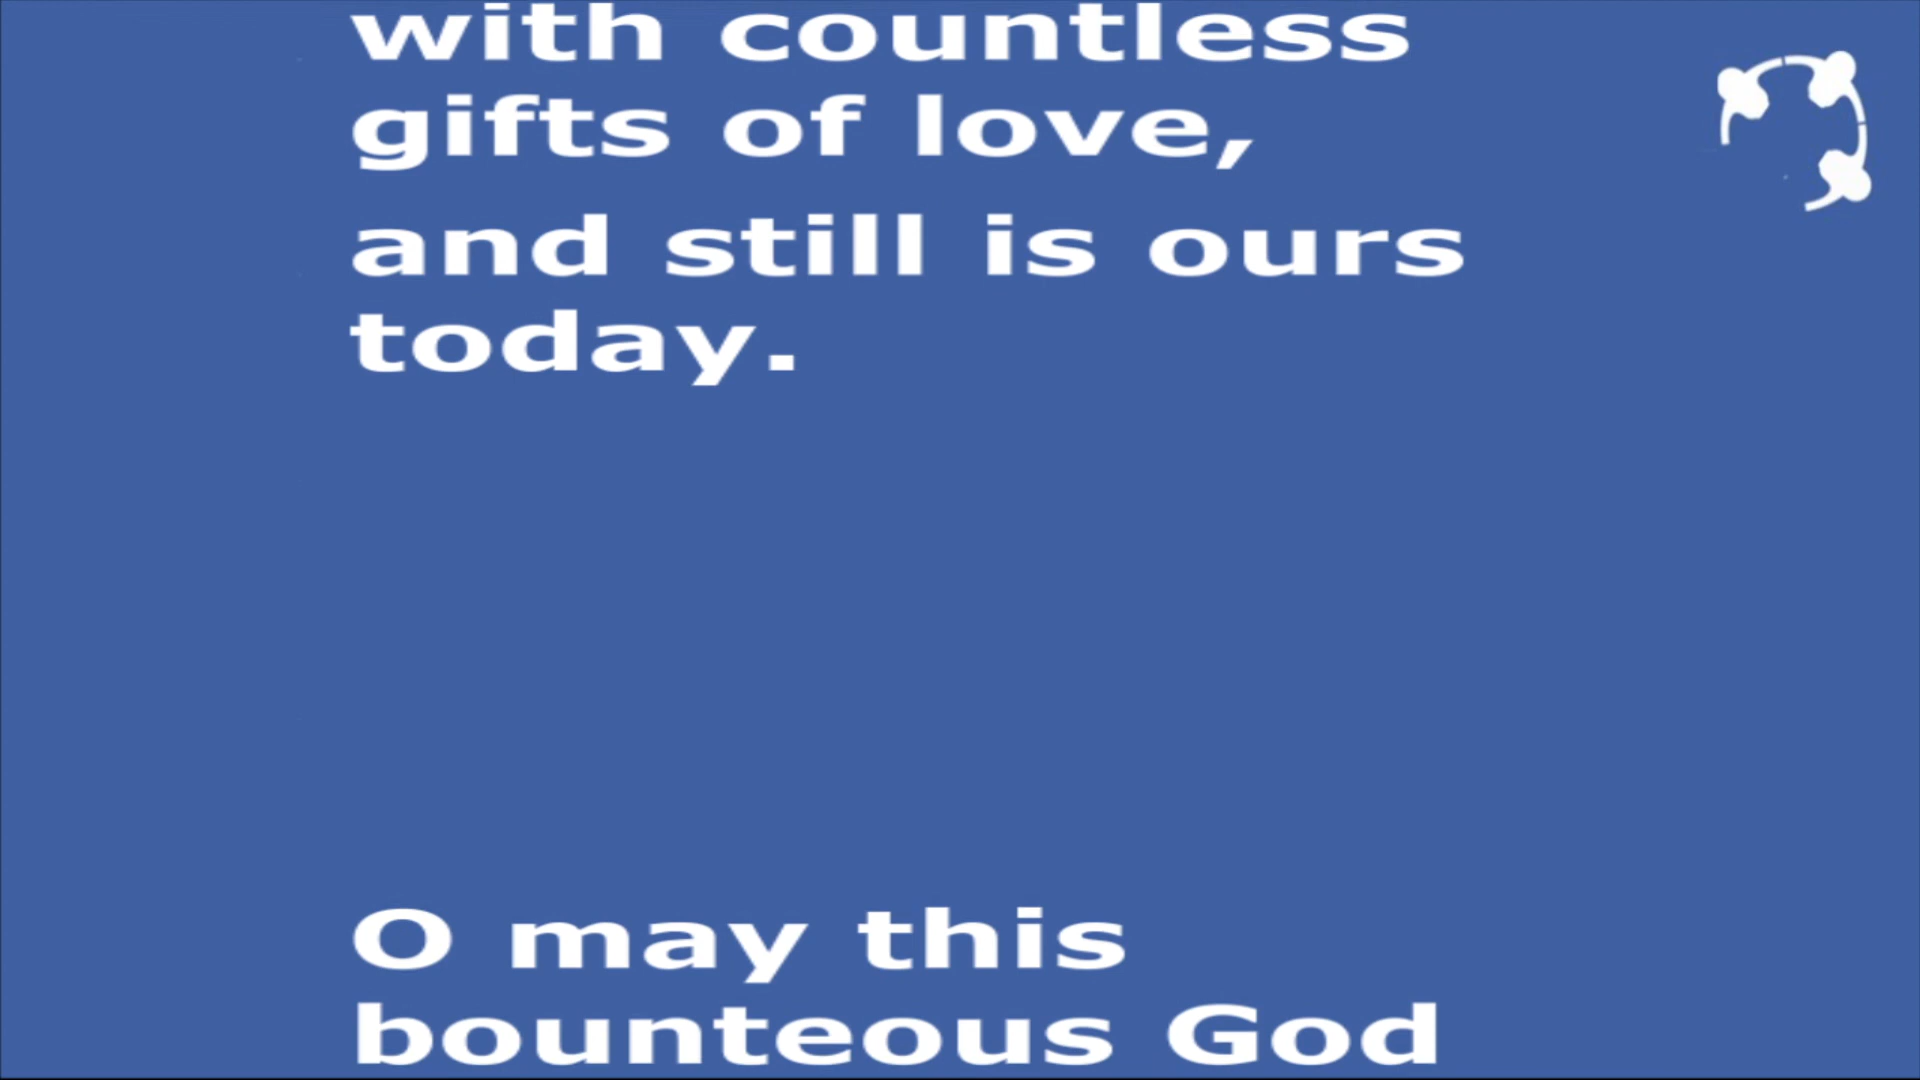 with countless
gifts of love,
and still is ours
today.
O may this
bounteous God